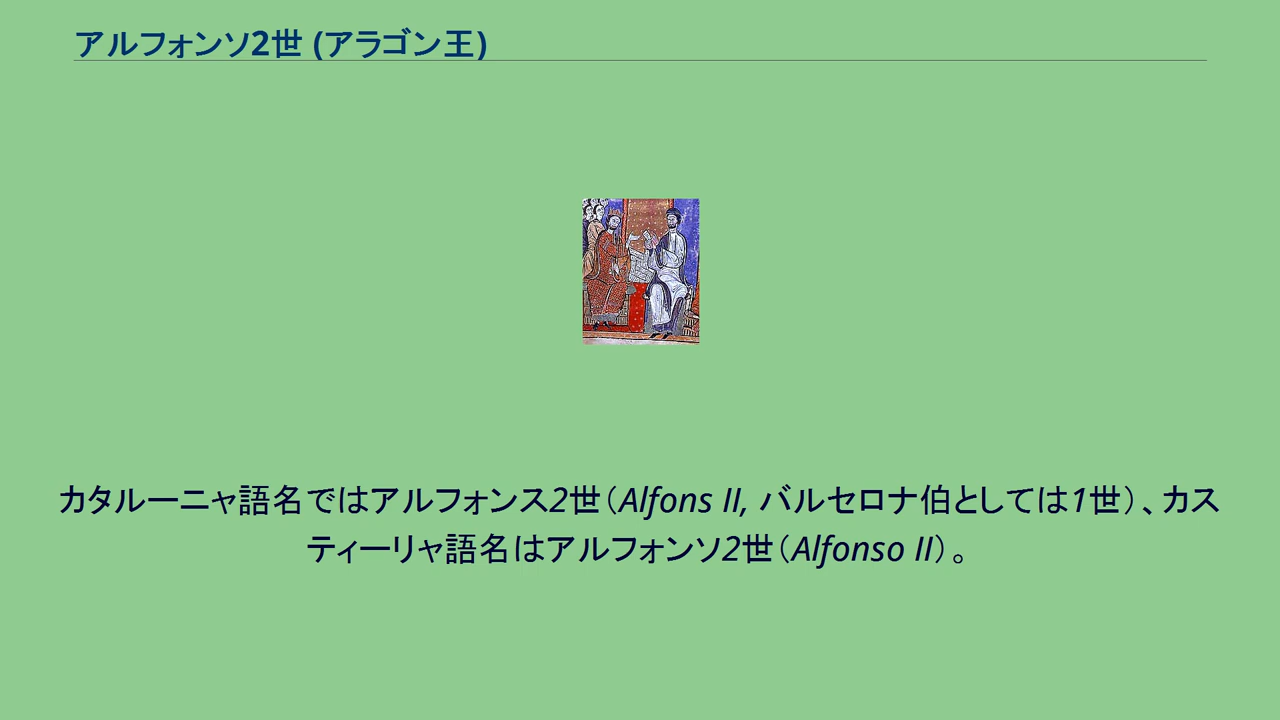 アルフォンソ2世 (アラゴン王)
カタルーニャ語名ではアルフォンス2世（Alfons II, バルセロナ伯としては1世）、カス
ティーリャ語名はアルフォンソ2世（Alfonso II）。